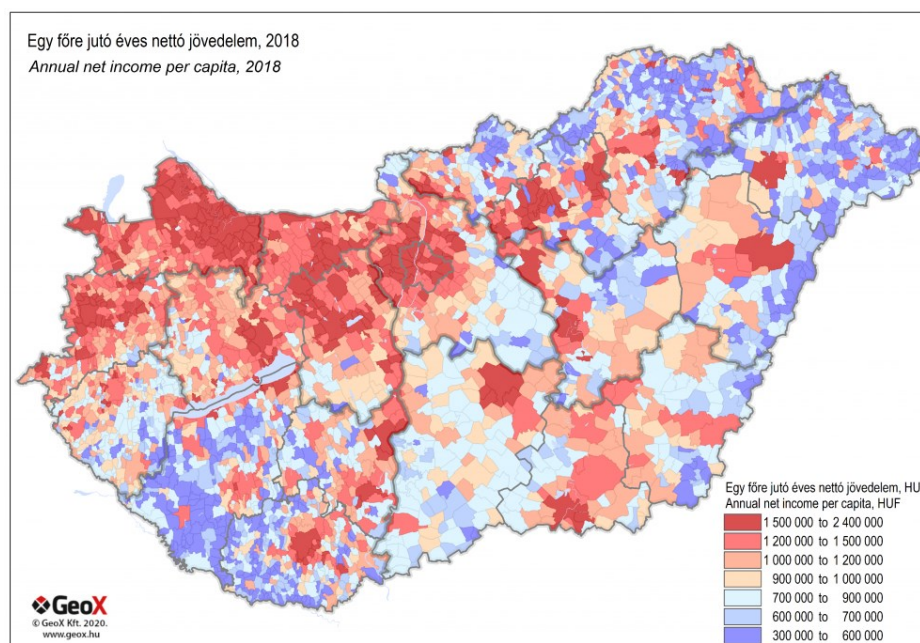 Egy főre jutó éves nettó jövedelem, 2018
Annual net income per capita, 2018
Egy főre jutó éves nettó jövedelem, HU
Annual net income per capita, HUF
1 500 000 to 2 400 000
1 200 000 to 1 500 000
1 000 000 to 1 200 000
900 000 to 1 000 000
700 000 to 900 000
600 000 to 700 000
300 000 to 600 000
GeoX
© GeoX Kft. 2020.
www.geox.hu